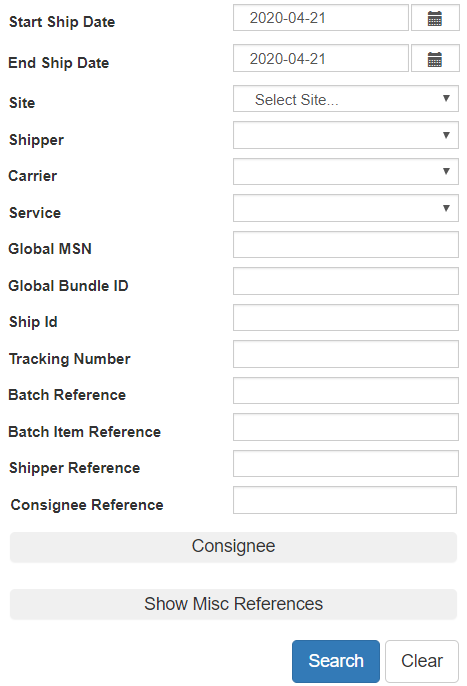 Start Ship Date 2020-04-21
End Ship Date 2020-04-21
Site Select Site...
Shipper
Carrier
Service
Global MSN
Global Bundle ID
Ship Id
Tracking Number
Batch Reference
Batch Item Reference
Shipper Reference
Consignee Reference
Consignee
Show Misc References
Search Clear